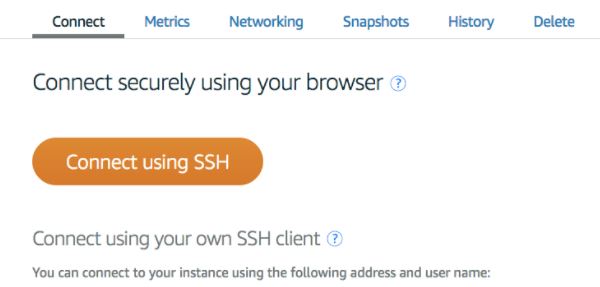 Connect Metrics Networking Snapshots History Delete
Connect securely using your browser ?
Connect using SSH
Connect using your own SSH client ?
You can connect to your instance using the following address and user name: